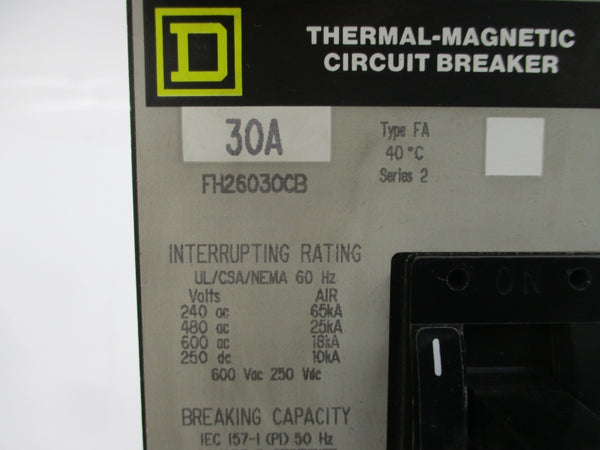 D
THERMAL-MAGNETIC
CIRCUIT BREAKER
30A
Type FA
40 °C
Series 2
FH26030CB
INTERRUPTING RATING
UL/CSA/NEMA 60 Hz
Volts AIR
240 ac 65kA
480 ac 25kA
600 ac 18kA
250 dc 10kA
600 Vac 250 Vdc
ON
I
BREAKING CAPACITY
IEC 157-1 (P1) 50 Hz